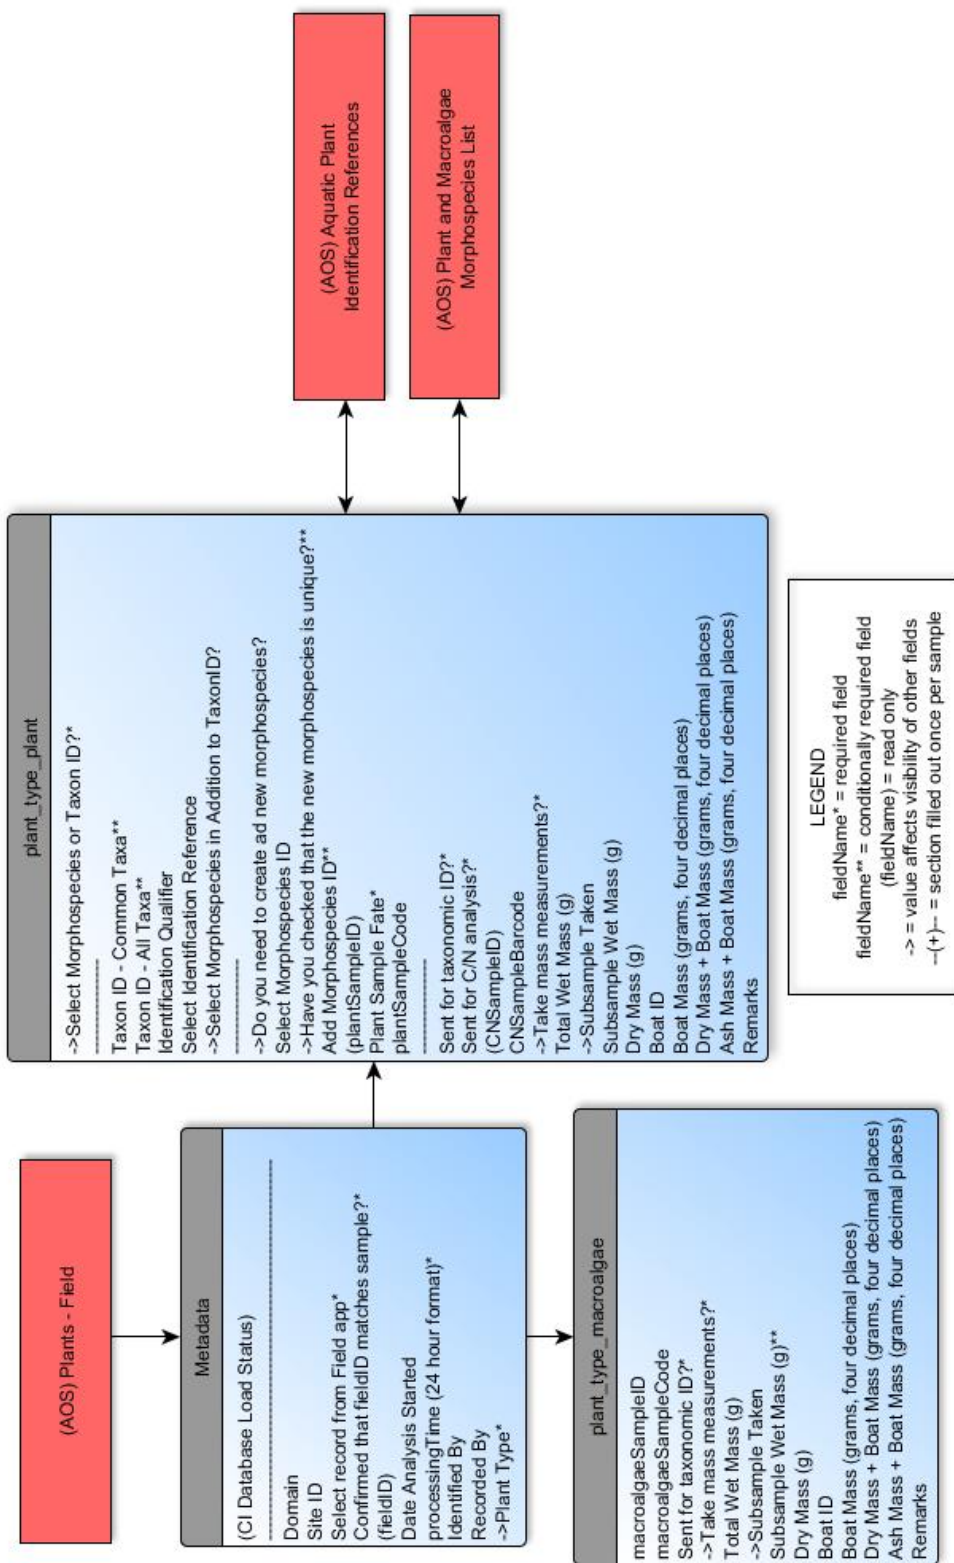 (AOS) Plants - Field
Metadata
(CI Database Load Status)
Domain
Site ID
Select record from Field app*
Confirmed that fieldID matches sample?*
(fieldID)
Date Analysis Started
processingTime (24 hour format)*
Identified By
Recorded By
->Plant Type*
plant_type_macroalgae
macroalgaeSampleID
macroalgaeSampleCode
Sent for taxonomic ID?*
->Take mass measurements?*
Total Wet Mass (g)
->Subsample Taken
Subsample Wet Mass (g)**
Dry Mass (g)
Boat ID
Boat Mass (grams, four decimal places)
Dry Mass + Boat Mass (grams, four decimal places)
Ash Mass + Boat Mass (grams, four decimal places)
Remarks
plant_type_plant
->Select Morphospecies or Taxon ID?*
Taxon ID - Common Taxa**
Taxon ID - All Taxa**
Identification Qualifier
Select Identification Reference
->Select Morphospecies in Addition to TaxonID?
->Do you need to create ad new morphospecies?
Select Morphospecies ID
->Have you checked that the new morphospecies is unique?**
Add Morphospecies ID**
(plantSampleID)
Plant Sample Fate*
plantSampleCode
Sent for taxonomic ID?*
Sent for C/N analysis?*
(CNSampleID)
CNSampleBarcode
->Take mass measurements?*
Total Wet Mass (g)
->Subsample Taken
Subsample Wet Mass (g)
Dry Mass (g)
Boat ID
Boat Mass (grams, four decimal places)
Dry Mass + Boat Mass (grams, four decimal places)
Ash Mass + Boat Mass (grams, four decimal places)
Remarks
LEGEND
fieldName* = required field
fieldName** = conditionally required field
(fieldName) = read only
-> = value affects visibility of other fields
--(+)-- = section filled out once per sample
(AOS) Aquatic Plant
Identification References
(AOS) Plant and Macroalgae
Morphospecies List